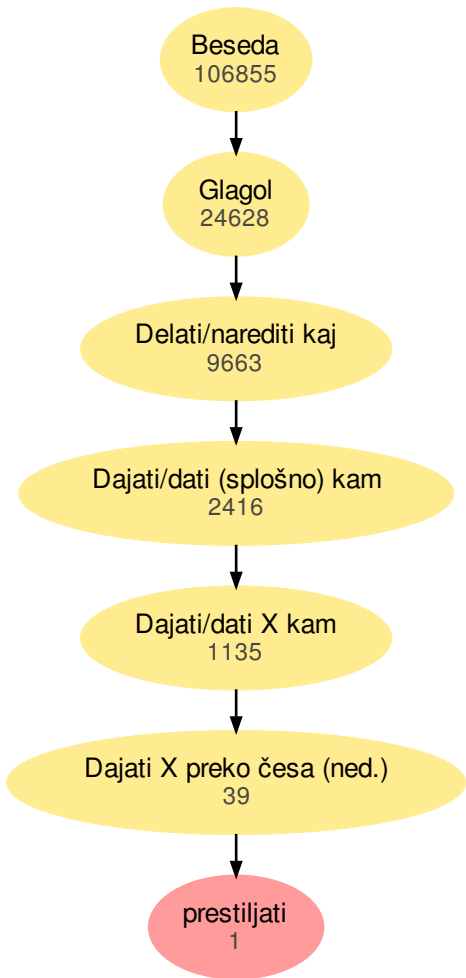 Beseda
106855
Glagol
24628
Delati/narediti kaj
9663
Dajati/dati (splošno) kam
2416
Dajati/dati X kam
1135
Dajati X preko česa (ned.)
39
prestiljati
1